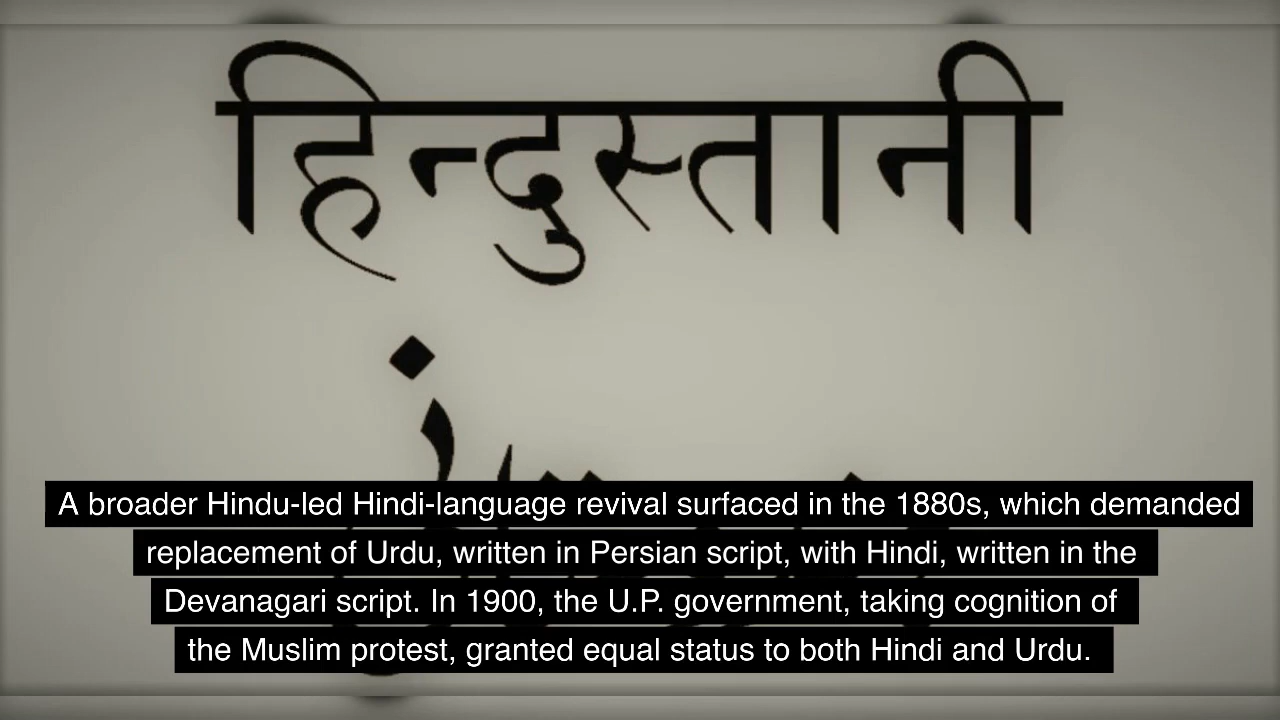 हिन्दुस्तानी
A broader Hindu-led Hindi-language revival surfaced in the 1880s, which demanded
replacement of Urdu, written in Persian script, with Hindi, written in the
Devanagari script. In 1900, the U.P. government, taking cognition of
the Muslim protest, granted equal status to both Hindi and Urdu.